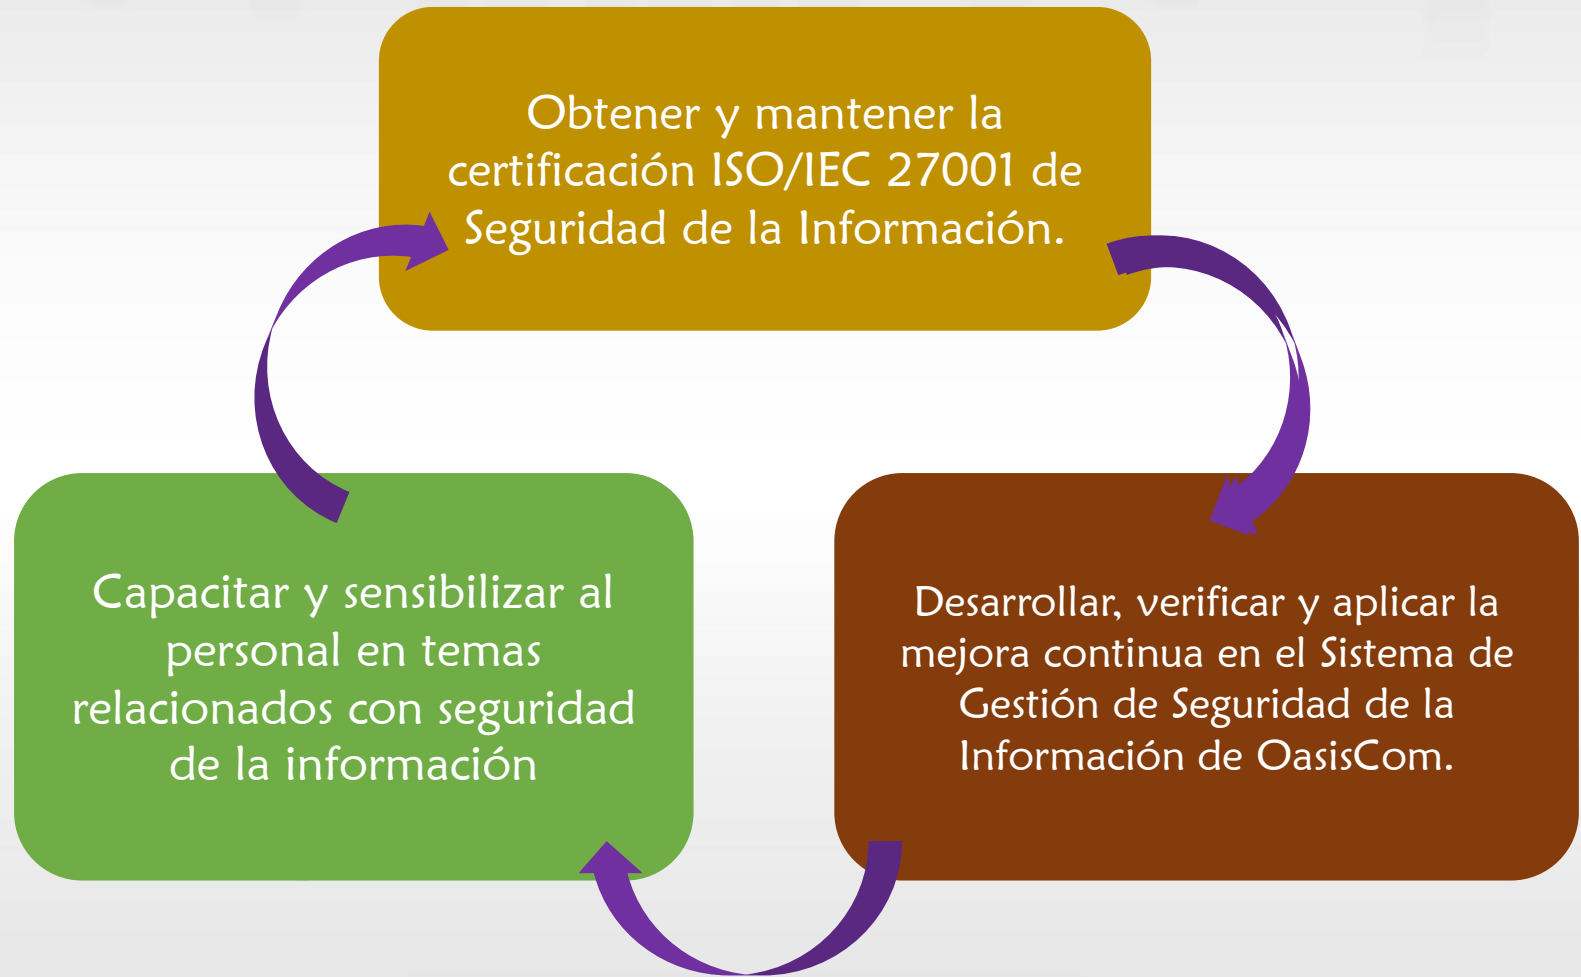 Obtener y mantener la
certificación ISO/IEC 27001 de
Seguridad de la Información.
Capacitar y sensibilizar al
personal en temas
relacionados con seguridad
de la información
Desarrollar, verificar y aplicar la
mejora continua en el Sistema de
Gestión de Seguridad de la
Información de OasisCom.